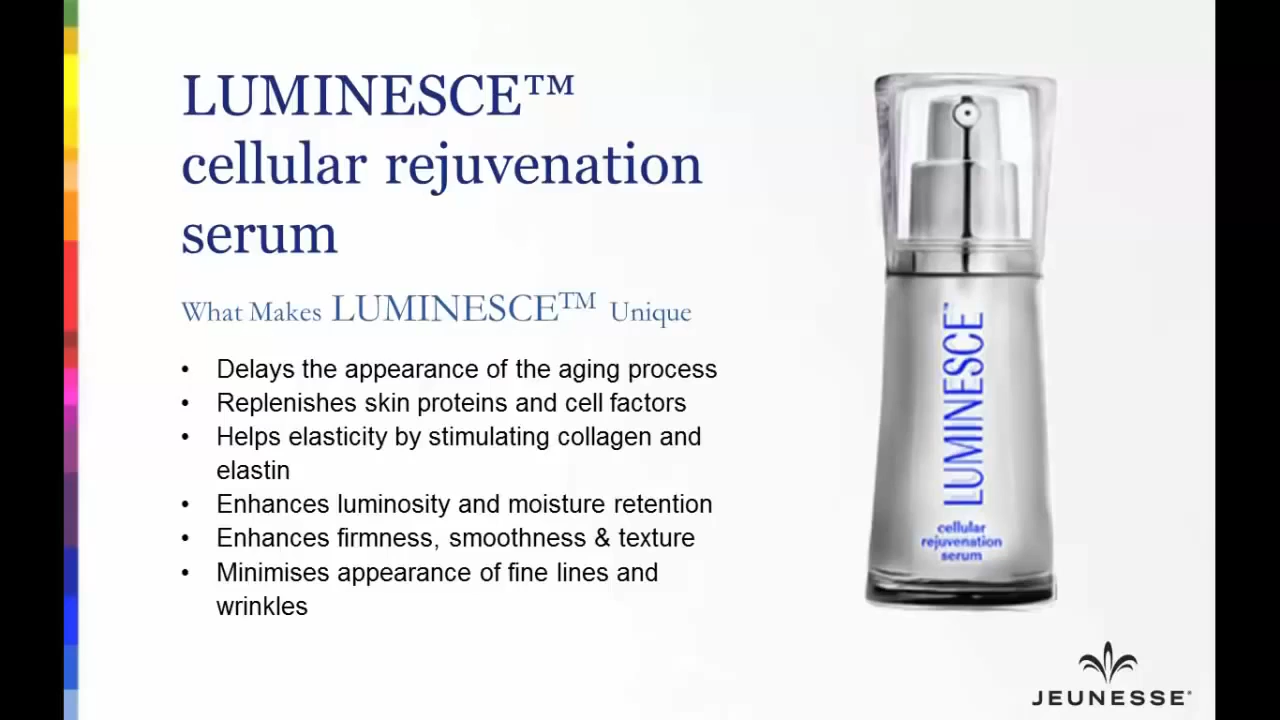 LUMINESCE™
cellular rejuvenation
serum
What Makes LUMINESCE™ Unique
• Delays the appearance of the aging process
• Replenishes skin proteins and cell factors
• Helps elasticity by stimulating collagen and
elastin
• Enhances luminosity and moisture retention
• Enhances firmness, smoothness & texture
• Minimises appearance of fine lines and
wrinkles
LUMINESCE™
cellular
rejuvenation
serum
JEUNESSE®